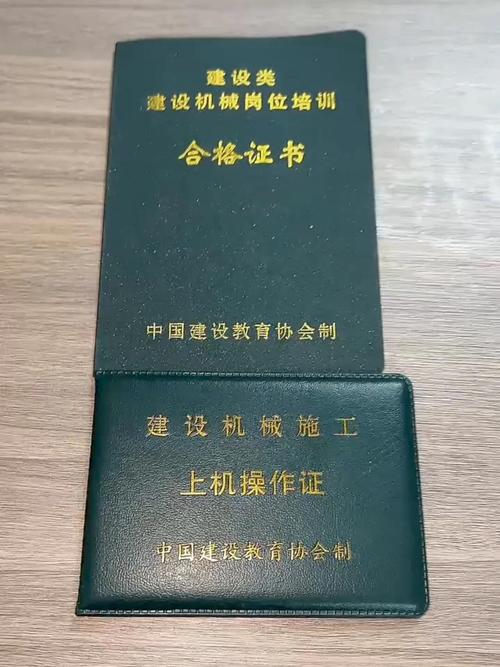 建设类
建设机械岗位培训
合格证书
中国建设教育协会制
建设机械施工
上机操作证
中国建设教育协会制